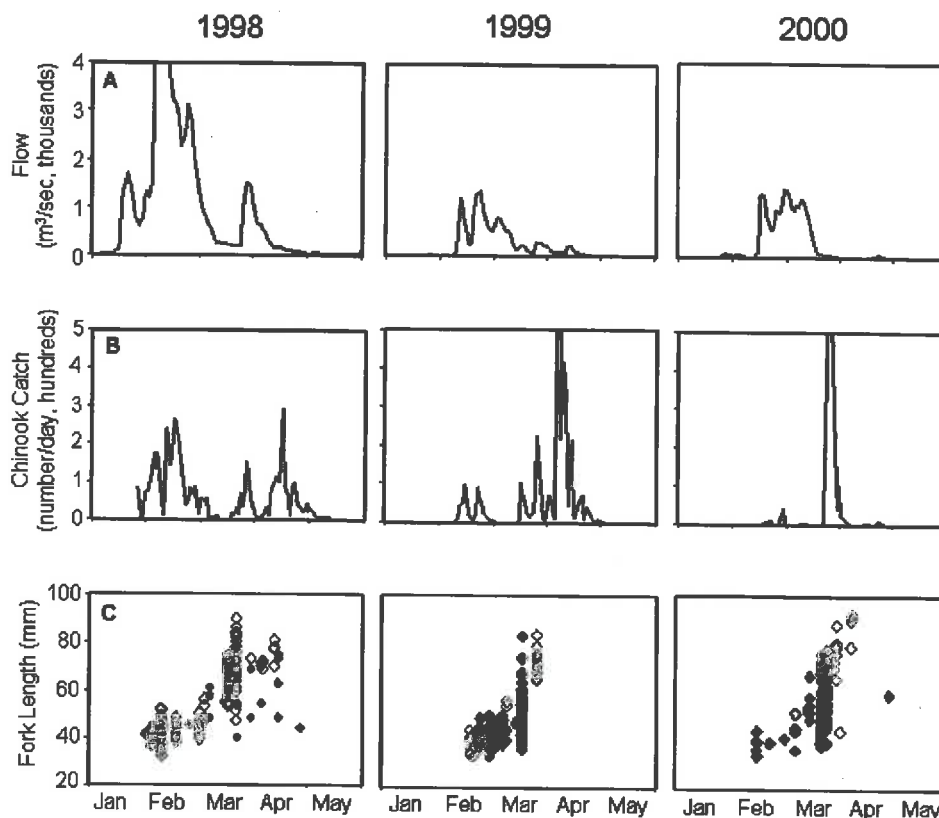 1998 1999 2000
A
Flow
(m³/sec, thousands)
4
3
2
1
0
B
Chinook Catch
(number/day, hundreds)
5
4
3
2
1
0
C
Fork Length (mm)
100
80
60
40
20
Jan Feb Mar Apr May Jan Feb Mar Apr May Jan Feb Mar Apr May